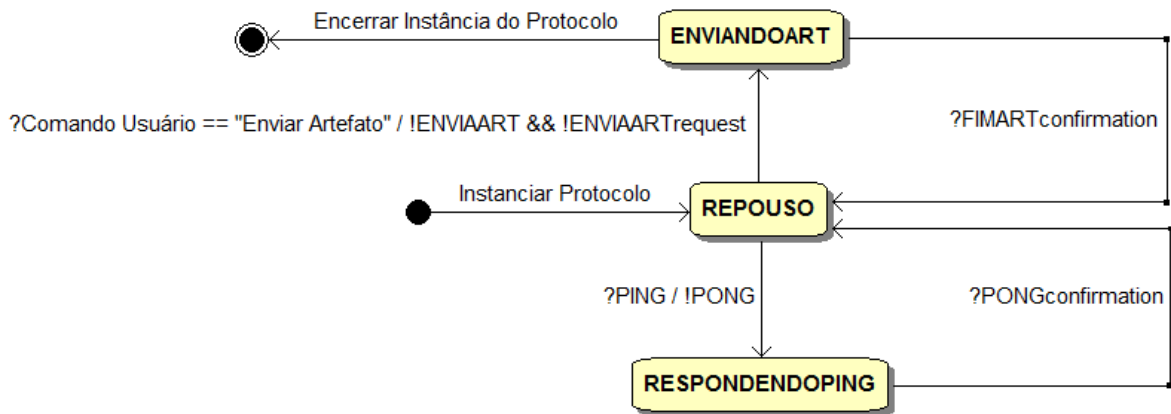 Encerrar Instância do Protocolo
ENVIANDOART
?Comando Usuário == "Enviar Artefato" / !ENVIAART && !ENVIAARTrequest
?FIMARTconfirmation
Instanciar Protocolo
REPOUSO
?PING / !PONG
?PONGconfirmation
RESPONDENDOPING